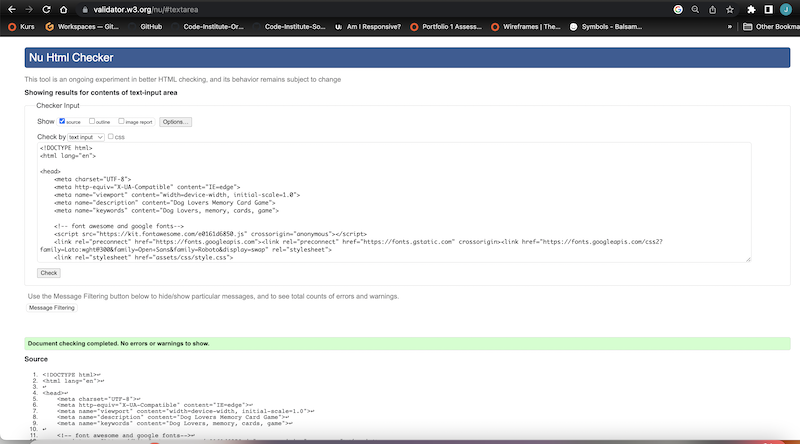 validator.w3.org/nu/#textarea
Kurs Workspaces — Git... GitHub Code-Institute-Or... Code-Institute-So... Am I Responsive? Portfolio 1 Assess... Wireframes | The... Symbols - Balsam... » Other Bookma
Nu Html Checker
This tool is an ongoing experiment in better HTML checking, and its behavior remains subject to change
Showing results for contents of text-input area
Checker Input
Show source outline image report Options...
Check by text input css
<!DOCTYPE html>
<html lang="en">
<head>
<meta charset="UTF-8">
<meta http-equiv="X-UA-Compatible" content="IE=edge">
<meta name="viewport" content="width=device-width, initial-scale=1.0">
<meta name="description" content="Dog Lovers Memory Card Game">
<meta name="keywords" content="Dog Lovers, memory, cards, game">
<!-- font awesome and google fonts-->
<script src="https://kit.fontawesome.com/e0161d6850.js" crossorigin="anonymous"></script>
<link rel="preconnect" href="https://fonts.googleapis.com"><link rel="preconnect" href="https://fonts.gstatic.com" crossorigin><link href="https://fonts.googleapis.com/css2?
family=Lato:wght@300&family=Open+Sans&family=Roboto&display=swap" rel="stylesheet">
<link rel="stylesheet" href="assets/css/style.css">
Check
Use the Message Filtering button below to hide/show particular messages, and to see total counts of errors and warnings.
Message Filtering
Document checking completed. No errors or warnings to show.
Source
1. <!DOCTYPE html>↩
2. <html lang="en">↩
3. ↩
4. <head>↩
5. <meta charset="UTF-8">↩
6. <meta http-equiv="X-UA-Compatible" content="IE=edge">↩
7. <meta name="viewport" content="width=device-width, initial-scale=1.0">↩
8. <meta name="description" content="Dog Lovers Memory Card Game">↩
9. <meta name="keywords" content="Dog Lovers, memory, cards, game">↩
10. ↩
11. <!-- font awesome and google fonts-->↩